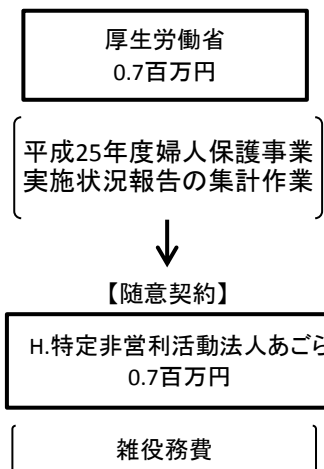 厚生労働省
0.7百万円
平成25年度婦人保護事業
実施状況報告の集計作業
【随意契約】
H.特定非営利活動法人あごら
0.7百万円
雑役務費